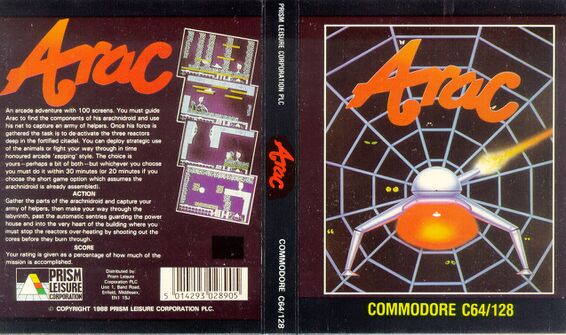 Arac
An arcade adventure with 100 screens. You must guide
Arac to find the components of his arachnidroid and use
his net to capture an army of helpers. Once his force is
gathered the task is to de-activate the three reactors
deep in the fortified citadel. You can deploy strategic use
of the animals or fight your way through in time
honoured arcade 'zapping' style. The choice is
yours—perhaps a bit of both—but whichever you choose
you must do it within 30 minutes (or 20 minutes if you
choose the short game option which assumes the
arachnidroid is already assembled).
ACTION
Gather the parts of the arachnidroid and capture your
army of helpers, then make your way through the
labyrinth, past the automatic sentries guarding the power
house and into the very heart of the building where you
must stop the reactors over-heating by shooting out the
cores before they burn through.
SCORE
Your rating is given as a percentage of how much of the
mission is accomplished.
PRISM
LEISURE
CORPORATION
Distributed by:
Prism Leisure
Corporation PLC
Unit 1, Baird Road,
Enfield, Middlesex,
EN1 1SJ
5 014293 028905
© COPYRIGHT 1988 PRISM LEISURE CORPORATION PLC.
PRISM LEISURE CORPORATION PLC
Arac
COMMODORE C64/128
Arac
COMMODORE C64/128